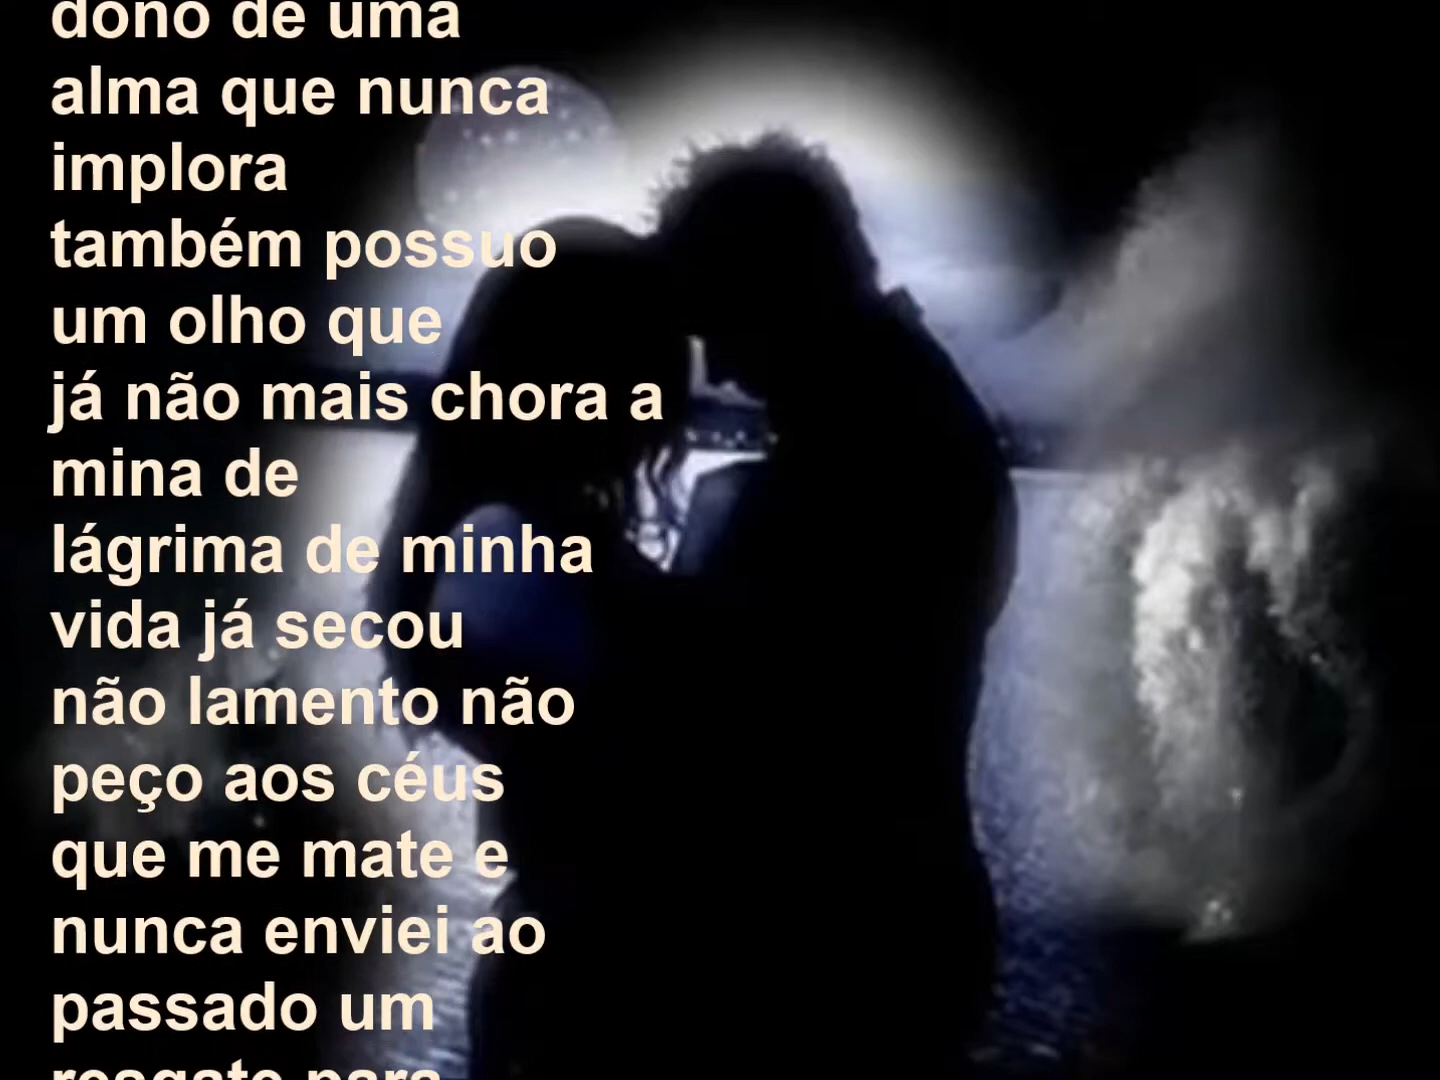 dono de uma
alma que nunca
implora
também possuo
um olho que
já não mais chora a
mina de
lágrima de minha
vida já secou
não lamento não
peço aos céus
que me mate e
nunca enviei ao
passado um
resgate para